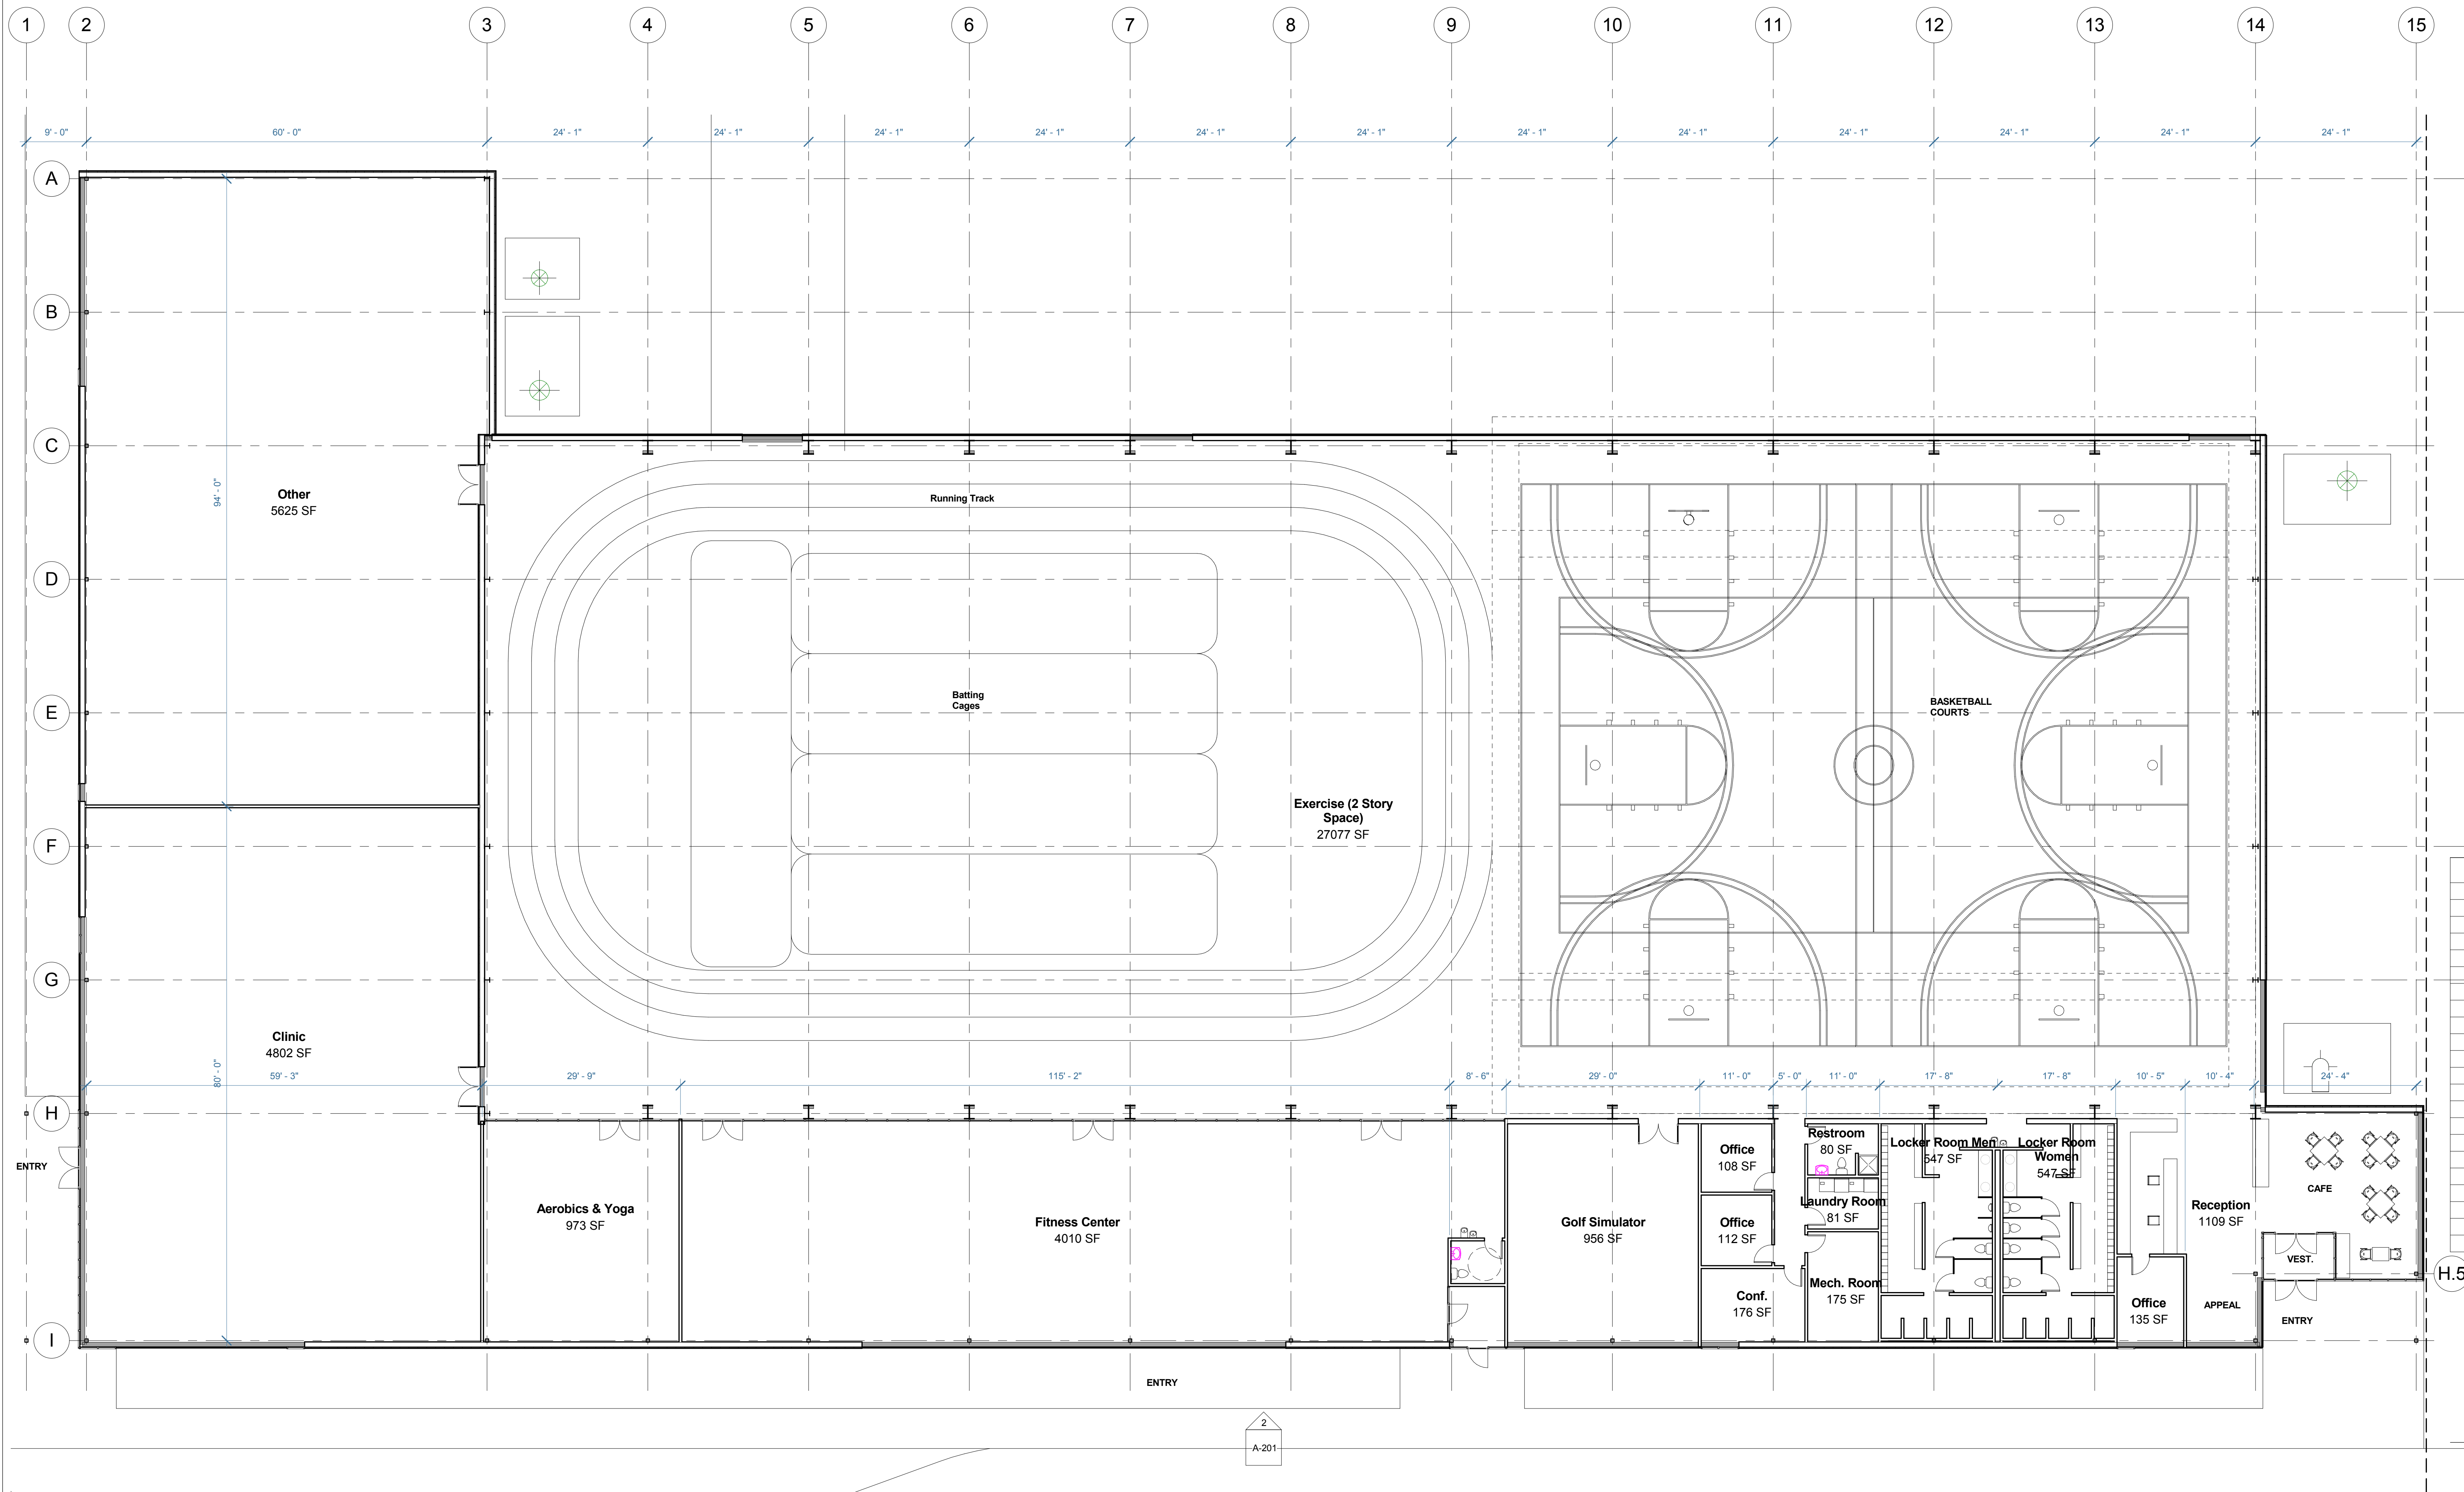 1
2
3
4
5
6
7
8
9
10
11
12
13
14
15
9' - 0"
60' - 0"
24' - 1"
24' - 1"
24' - 1"
24' - 1"
24' - 1"
24' - 1"
24' - 1"
24' - 1"
24' - 1"
24' - 1"
24' - 1"
24' - 1"
A
B
C
D
E
F
G
H
I
H.5
94' - 0"
80' - 0"
Other
5625 SF
Running Track
Batting
Cages
BASKETBALL
COURTS
Exercise (2 Story
Space)
27077 SF
Clinic
4802 SF
59' - 3"
29' - 9"
115' - 2"
8' - 6"
29' - 0"
11' - 0"
5' - 0"
11' - 0"
17' - 8"
17' - 8"
10' - 5"
10' - 4"
24' - 4"
ENTRY
Aerobics & Yoga
973 SF
Fitness Center
4010 SF
Golf Simulator
956 SF
Office
108 SF
Office
112 SF
Conf.
176 SF
Restroom
80 SF
Laundry Room
81 SF
Mech. Room
175 SF
Locker Room Men
547 SF
Locker Room
Women
547 SF
Office
135 SF
Reception
1109 SF
CAFE
VEST.
APPEAL
ENTRY
ENTRY
2
A-201